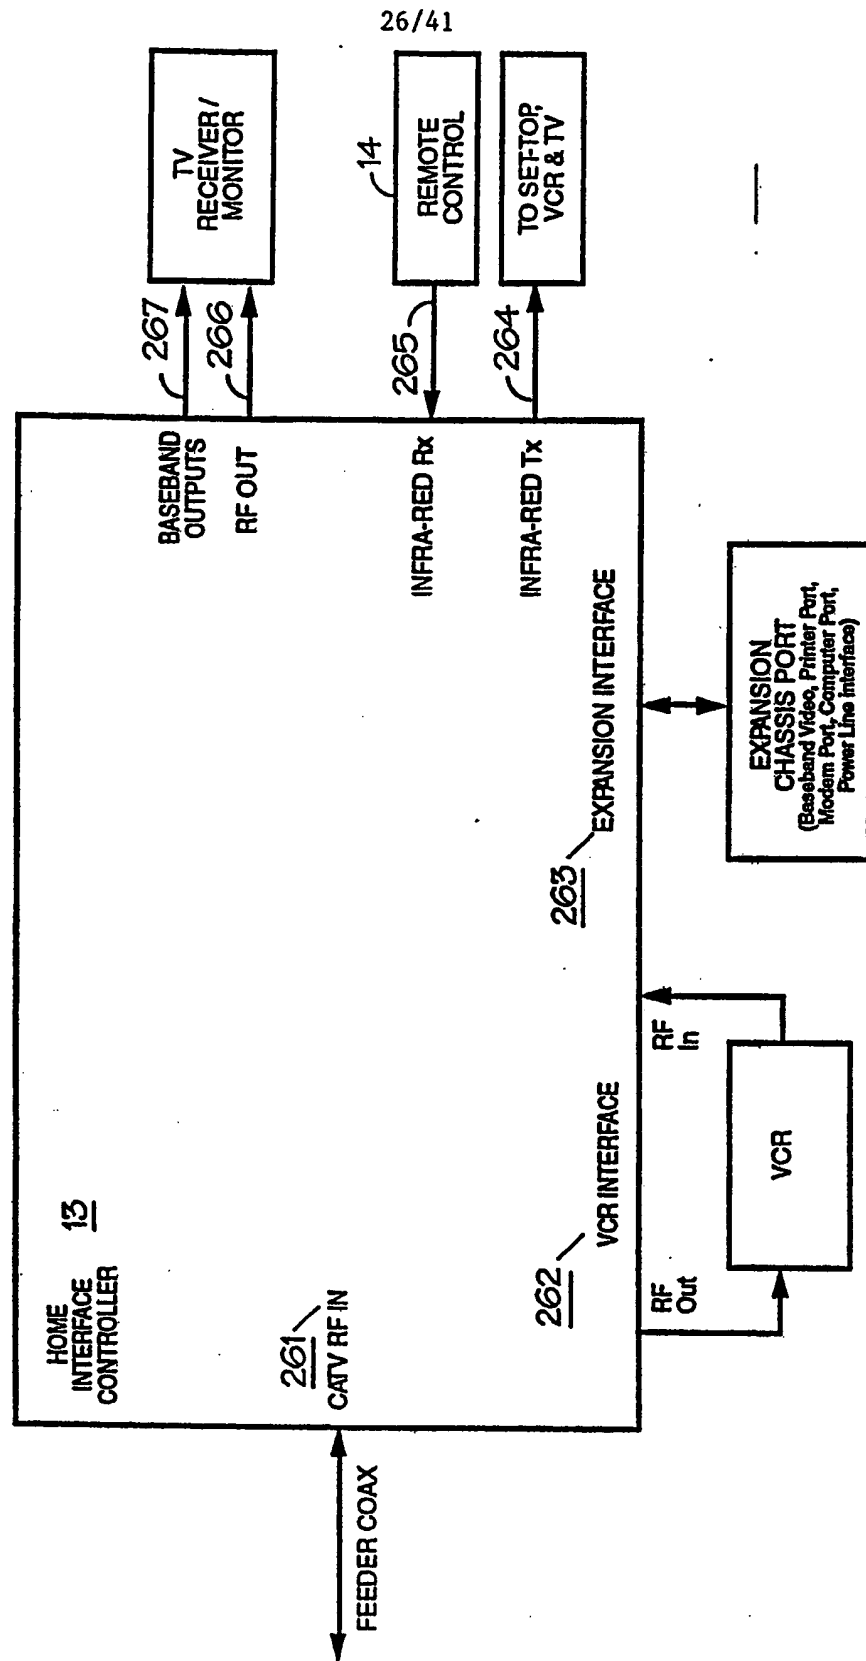 26/41
HOME
INTERFACE
CONTROLLER
13
261
CATV RF IN
FEEDER COAX
262
VCR INTERFACE
RF
Out
VCR
RF
In
263
EXPANSION INTERFACE
EXPANSION
CHASSIS PORT
(Baseband Video, Printer Port,
Modem Port, Computer Port,
Power Line Interface)
BASEBAND
OUTPUTS
RF OUT
INFRA-RED Rx
INFRA-RED Tx
267
266
265
264
TV
RECEIVER/
MONITOR
14
REMOTE
CONTROL
TO SET-TOP,
VCR & TV